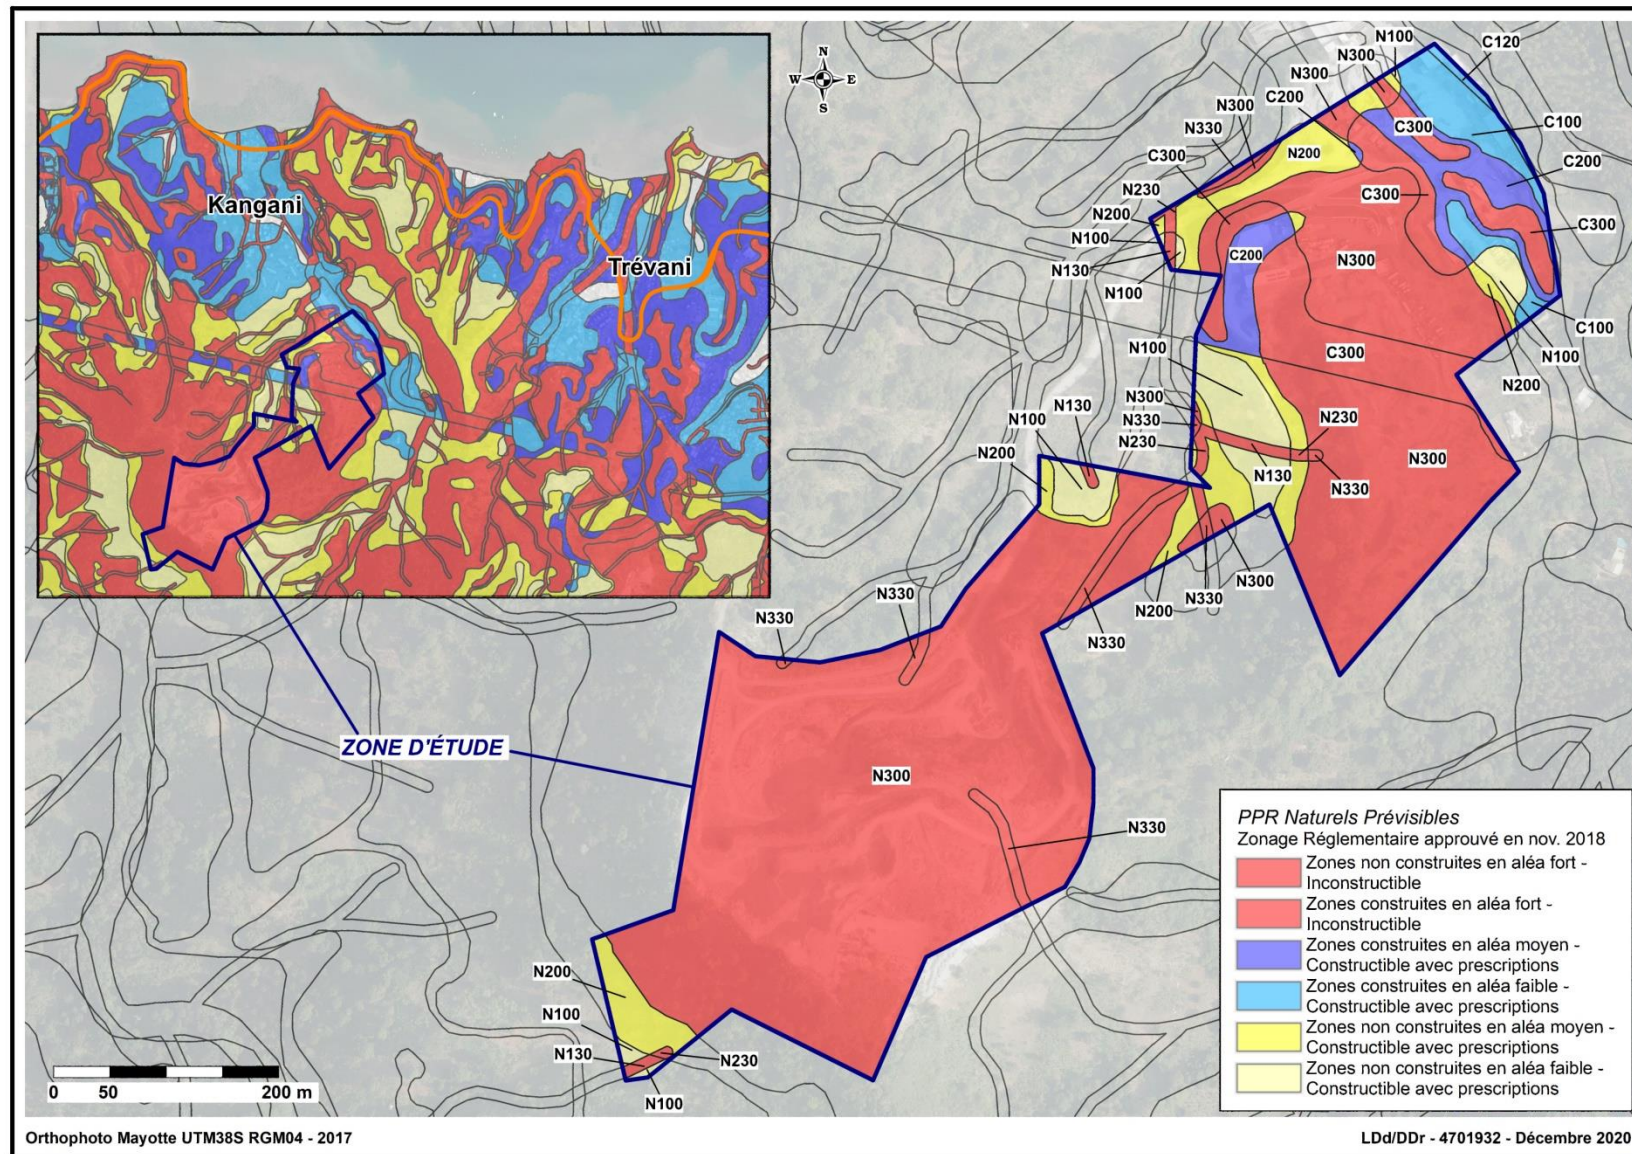 N
W E
S
Kangani
Trévani
N100
C120
N300
N300
C200
N300
N330
C300
N230
N200
N100
N130
N100
N200
C300
C100
C200
C300
C300
N300
C200
C100
N100
N200
C300
N100
N300
N330
N230
N130
N100
N200
N230
N130
N330
N300
N330
N330
N200
N330
N300
N330
ZONE D'ÉTUDE
N300
N330
N200
N100
N130
N230
N100
PPR Naturels Prévisibles
Zonage Réglementaire approuvé en nov. 2018
Zones non construites en aléa fort -
Inconstructible
Zones construites en aléa fort -
Inconstructible
Zones construites en aléa moyen -
Constructible avec prescriptions
Zones construites en aléa faible -
Constructible avec prescriptions
Zones non construites en aléa moyen -
Constructible avec prescriptions
Zones non construites en aléa faible -
Constructible avec prescriptions
0 50 200 m
Orthophoto Mayotte UTM38S RGM04 - 2017
LDd/DDr - 4701932 - Décembre 2020